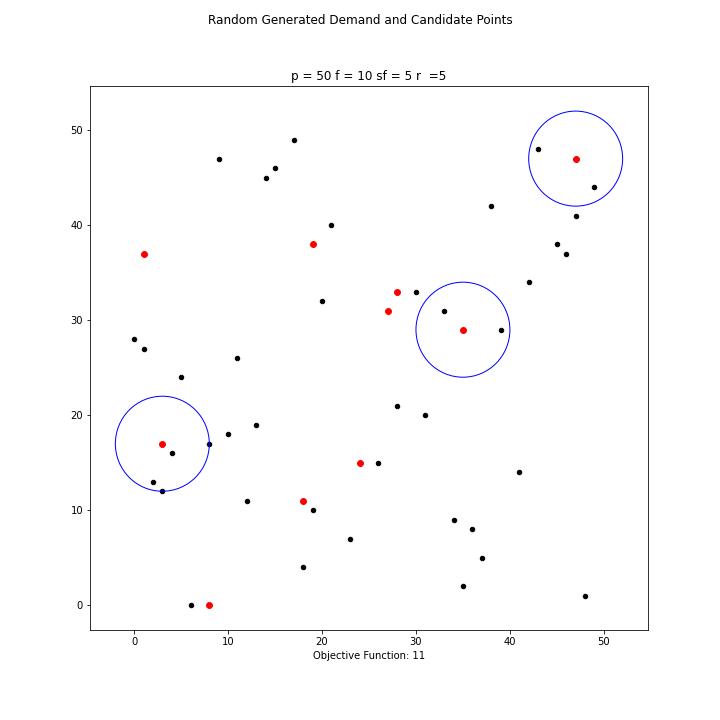 Random Generated Demand and Candidate Points
p = 50 f = 10 sf = 5 r  =5
50
40
30
20
10
0
0 10 20 30 40 50
Objective Function: 11